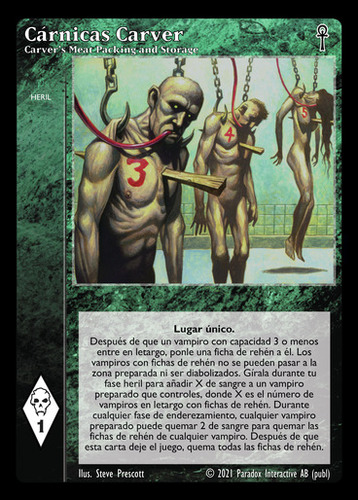 Cárnicas Carver
Carver's Meat Packing and Storage
HERIL
3
4
5
Lugar único.
Después de que un vampiro con capacidad 3 o menos
entre en letargo, ponle una ficha de rehén a él. Los
vampiros con fichas de rehén no se pueden pasar a la
zona preparada ni ser diabolizados. Gírala durante tu
fase heril para añadir X de sangre a un vampiro
preparado que controles, donde X es el número de
vampiros en letargo con fichas de rehén. Durante
cualquier fase de enderezamiento, cualquier vampiro
preparado puede quemar 2 de sangre para quemar las
fichas de rehén de cualquier vampiro. Después de que
esta carta deje el juego, quema todas las fichas de rehén.
1
Ilus. Steve Prescott © 2021 Paradox Interactive AB (publ)